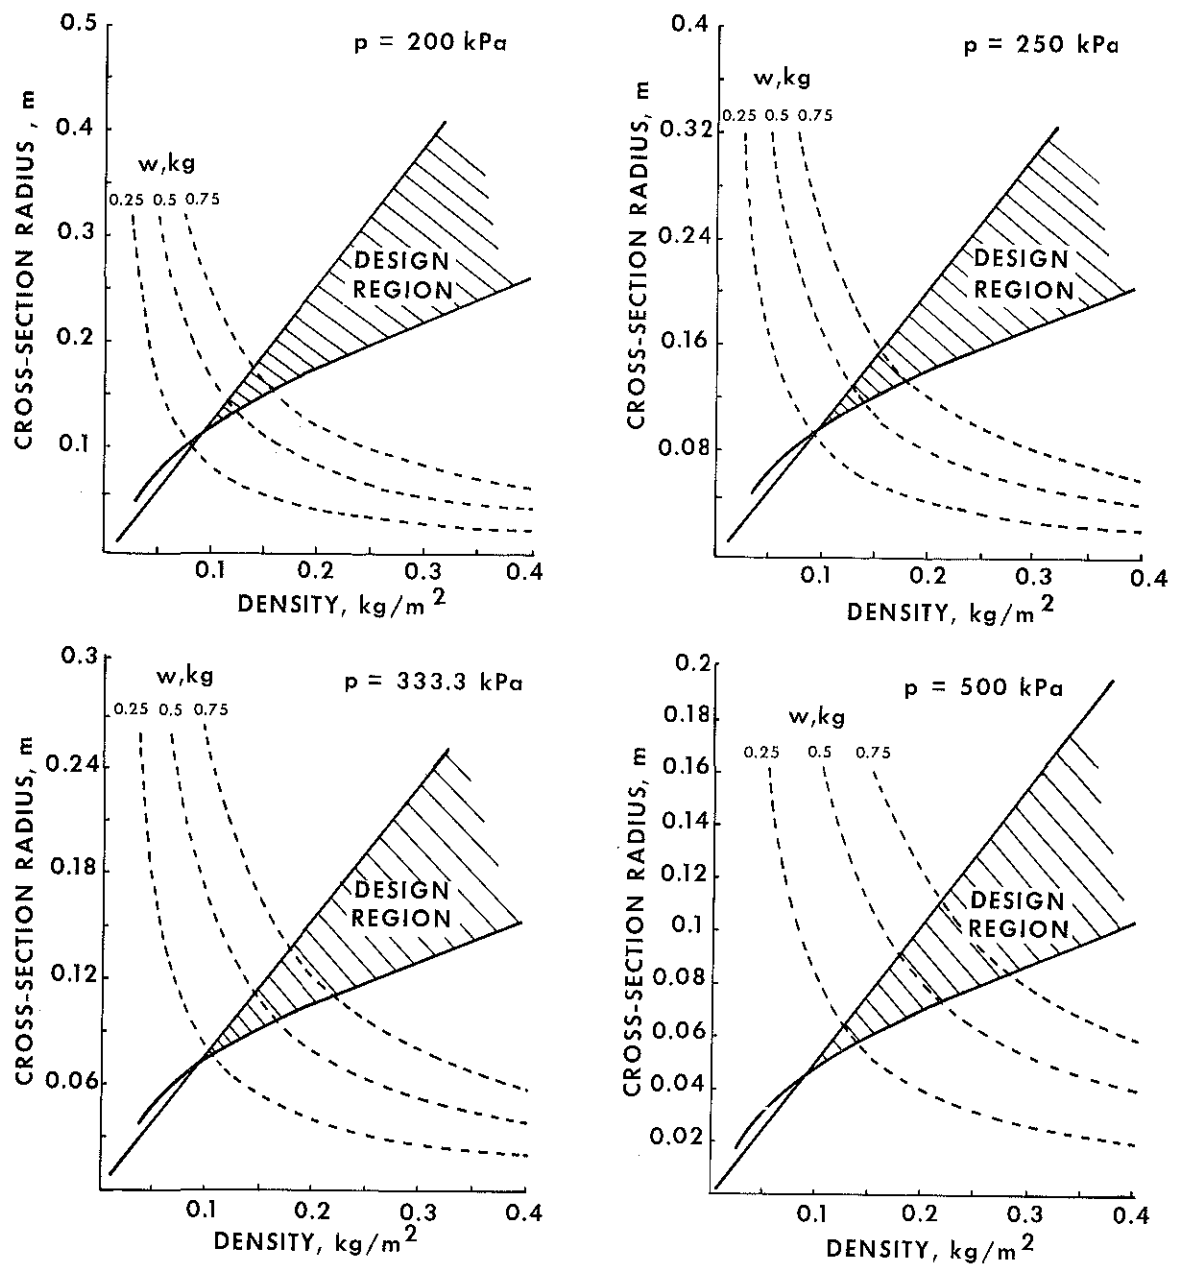 p = 200 kPa
w,kg
0.25 0.5 0.75
0.5
0.4
0.3
0.2
0.1
CROSS-SECTION RADIUS , m
DESIGN
REGION
0.1 0.2 0.3 0.4
DENSITY, kg/m2
p = 250 kPa
w,kg
0.25 0.5 0.75
0.4
0.32
0.24
0.16
0.08
CROSS-SECTION RADIUS, m
DESIGN
REGION
0.1 0.2 0.3 0.4
DENSITY, kg/m2
p = 333.3 kPa
w,kg
0.25 0.5 0.75
0.3
0.24
0.18
0.12
0.06
CROSS-SECTION RADIUS, m
DESIGN
REGION
0.1 0.2 0.3 0.4
DENSITY, kg/m2
p = 500 kPa
w,kg
0.25 0.5 0.75
0.2
0.18
0.16
0.14
0.12
0.1
0.08
0.06
0.04
0.02
CROSS-SECTION RADIUS, m
DESIGN
REGION
0.1 0.2 0.3 0.4
DENSITY, kg/m2